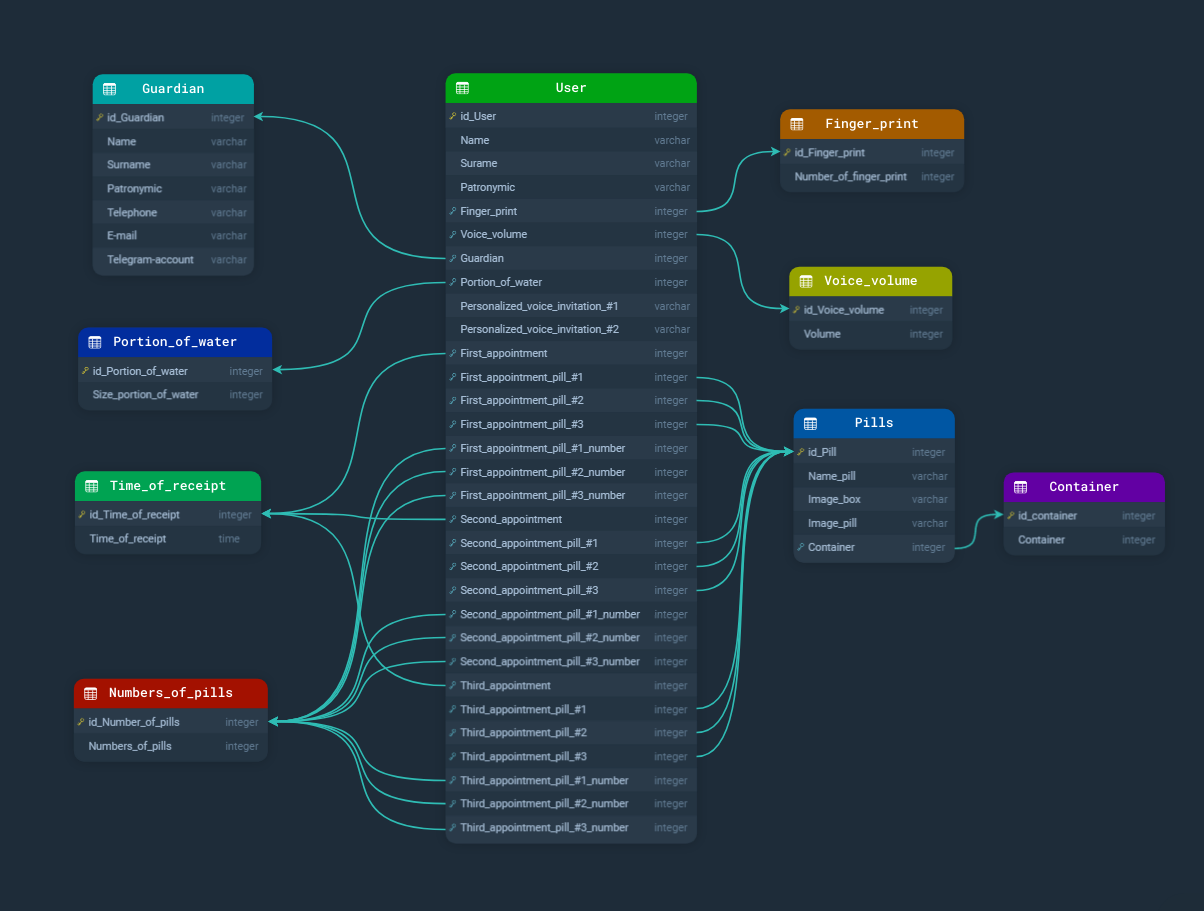 Guardian
id_Guardian integer
Name varchar
Surname varchar
Patronymic varchar
Telephone varchar
E-mail varchar
Telegram-account varchar
Portion_of_water
id_Portion_of_water integer
Size_portion_of_water integer
Time_of_receipt
id_Time_of_receipt integer
Time_of_receipt time
Numbers_of_pills
id_Number_of_pills integer
Numbers_of_pills integer
User
id_User integer
Name varchar
Surame varchar
Patronymic varchar
Finger_print integer
Voice_volume integer
Guardian integer
Portion_of_water integer
Personalized_voice_invitation_#1 varchar
Personalized_voice_invitation_#2 varchar
First_appointment integer
First_appointment_pill_#1 integer
First_appointment_pill_#2 integer
First_appointment_pill_#3 integer
First_appointment_pill_#1_number integer
First_appointment_pill_#2_number integer
First_appointment_pill_#3_number integer
Second_appointment integer
Second_appointment_pill_#1 integer
Second_appointment_pill_#2 integer
Second_appointment_pill_#3 integer
Second_appointment_pill_#1_number integer
Second_appointment_pill_#2_number integer
Second_appointment_pill_#3_number integer
Third_appointment integer
Third_appointment_pill_#1 integer
Third_appointment_pill_#2 integer
Third_appointment_pill_#3 integer
Third_appointment_pill_#1_number integer
Third_appointment_pill_#2_number integer
Third_appointment_pill_#3_number integer
Finger_print
id_Finger_print integer
Number_of_finger_print integer
Voice_volume
id_Voice_volume integer
Volume integer
Pills
id_Pill integer
Name_pill varchar
Image_box varchar
Image_pill varchar
Container integer
Container
id_container integer
Container integer